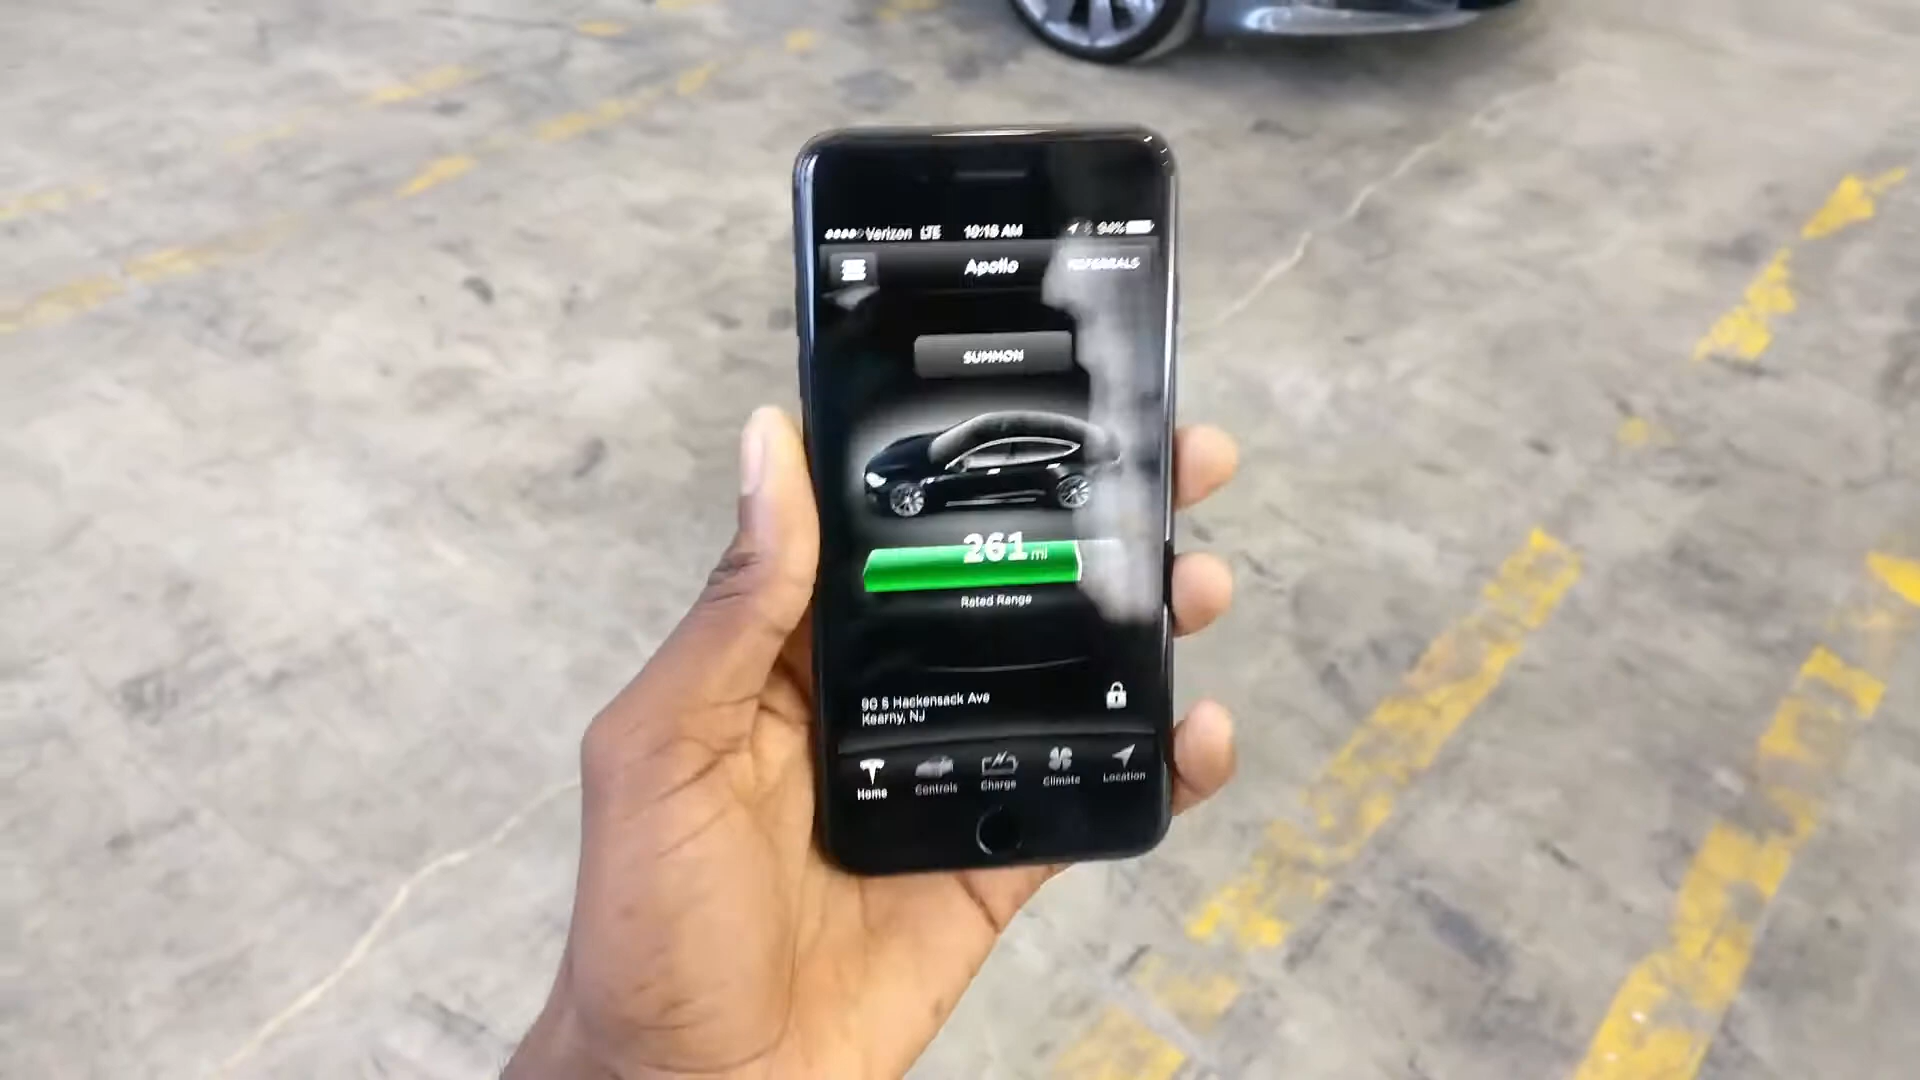 Verizon LTE 10:15 AM 94%
Apollo REFERRALS
SUMMON
261 mi
Rated Range
90 S Hackensack Ave
Kearny, NJ
Home Controls Charge Climate Location